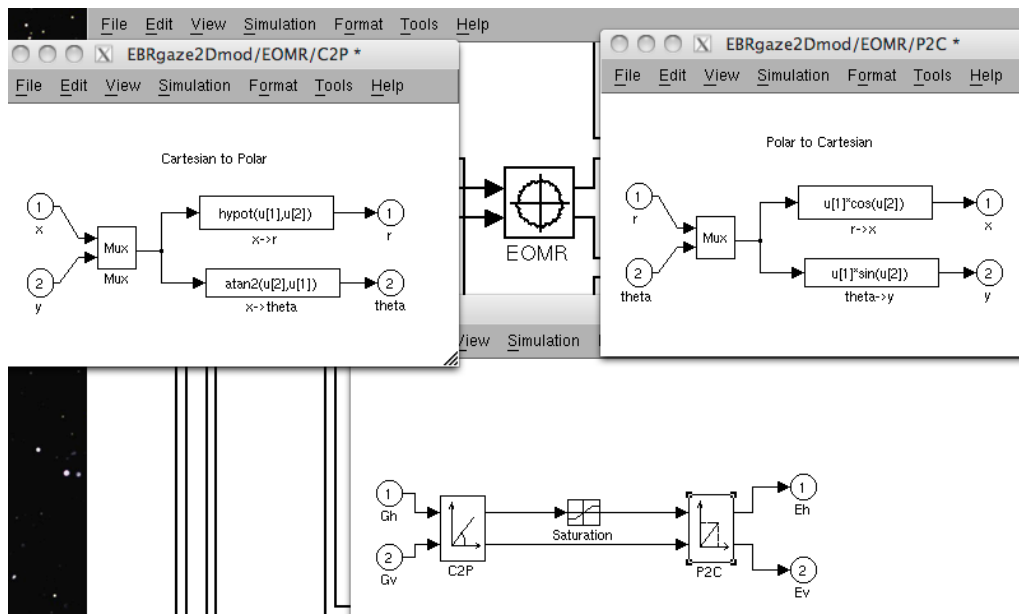 File Edit View Simulation Format Tools Help
X EBRgaze2Dmod/EOMR/C2P *
File Edit View Simulation Format Tools Help
Cartesian to Polar
1
x
2
y
Mux
Mux
hypot(u[1],u[2])
x->r
1
r
atan2(u[2],u[1])
x->theta
2
theta
EOMR
X EBRgaze2Dmod/EOMR/P2C *
File Edit View Simulation Format Tools Help
Polar to Cartesian
1
r
2
theta
Mux
u[1]*cos(u[2])
r->x
1
x
u[1]*sin(u[2])
theta->y
2
y
View Simulation
1
Gh
2
Gv
C2P
Saturation
P2C
1
Eh
2
Ev